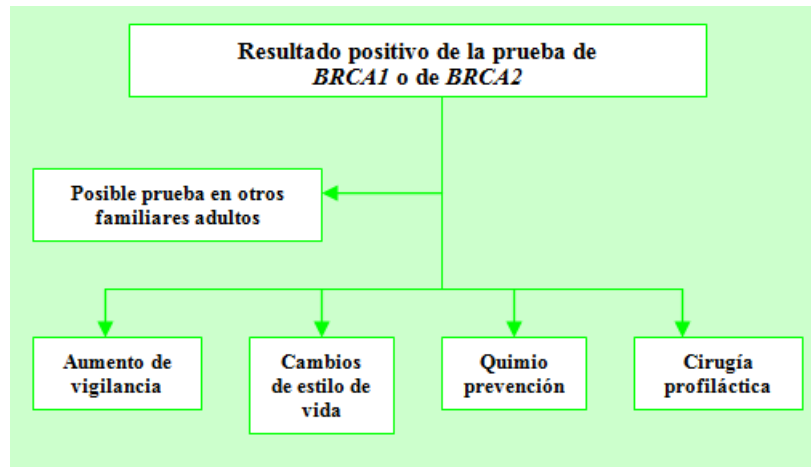 Resultado positivo de la prueba de
BRCA1 o de BRCA2
Posible prueba en otros
familiares adultos
Aumento de
vigilancia
Cambios
de estilo de
vida
Quimio
prevención
Cirugía
profiláctica